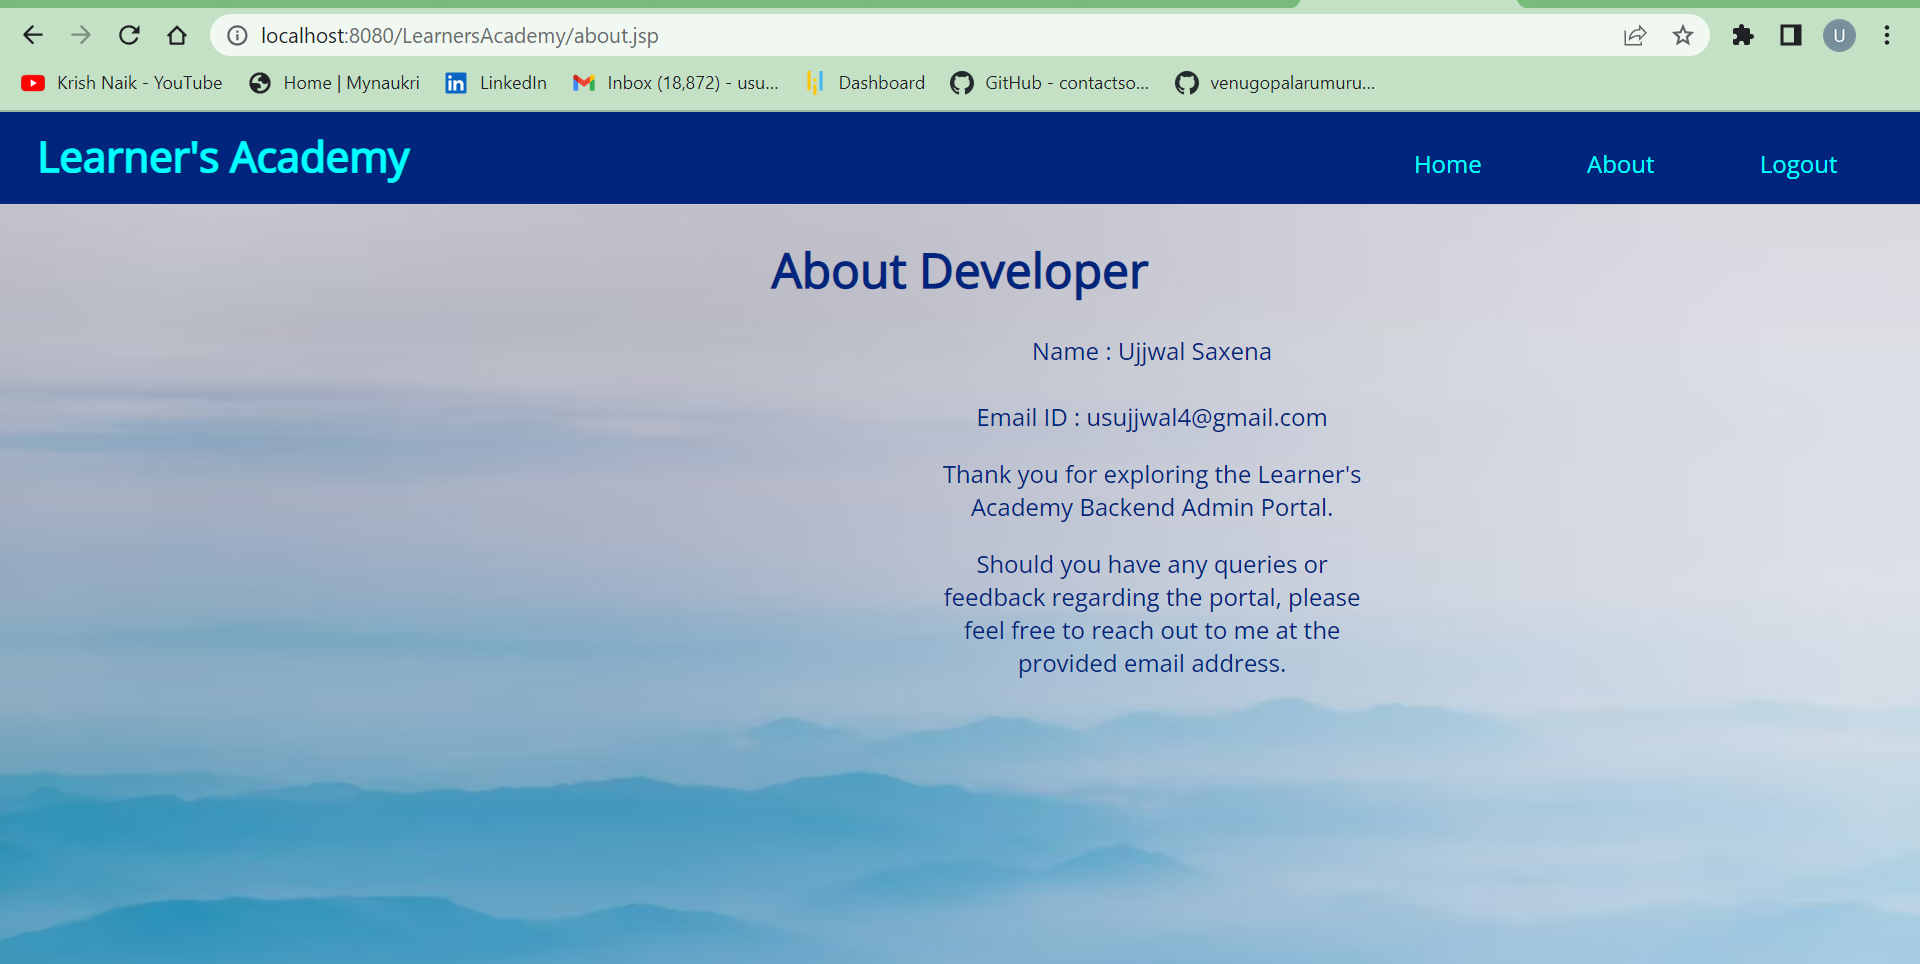 localhost:8080/LearnersAcademy/about.jsp
U
Krish Naik - YouTube
Home | Mynaukri
LinkedIn
Inbox (18,872) - usu...
Dashboard
GitHub - contactso...
venugopalarumuru...
Learner's Academy
Home
About
Logout
About Developer
Name : Ujjwal Saxena
Email ID : usujjwal4@gmail.com
Thank you for exploring the Learner's
Academy Backend Admin Portal.
Should you have any queries or
feedback regarding the portal, please
feel free to reach out to me at the
provided email address.